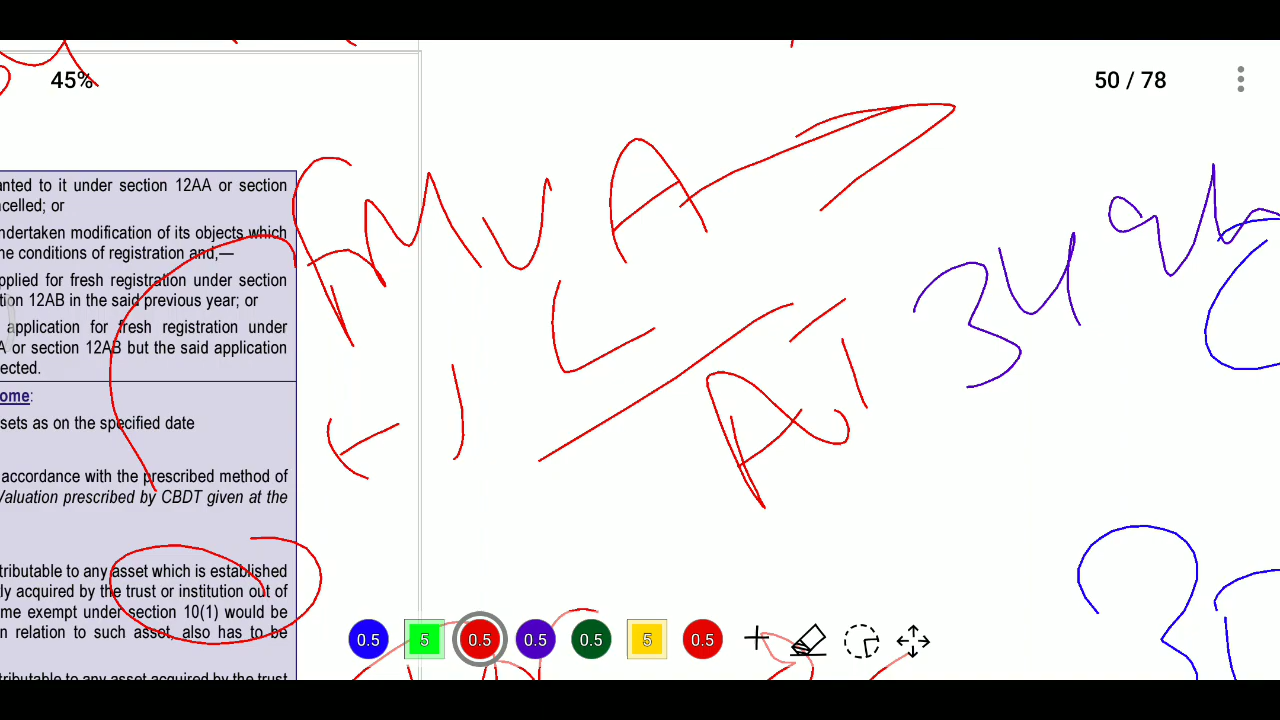 45%
50 / 78
anted to it under section 12AA or section
ncelled; or
ndertaken modification of its objects which
the conditions of registration and,—
pplied for fresh registration under section
tion 12AB in the said previous year; or
application for fresh registration under
A or section 12AB but the said application
ected.
ome:
sets as on the specified date
accordance with the prescribed method of
Valuation prescribed by CBDT given at the
tributable to any asset which is established
ly acquired by the trust or institution out of
me exempt under section 10(1) would be
n relation to such asset, also has to be
tributable to any asset acquired by the trust
FMV A
L
(-)
AI
34
0.5 5 0.5 0.5 0.5 5 0.5